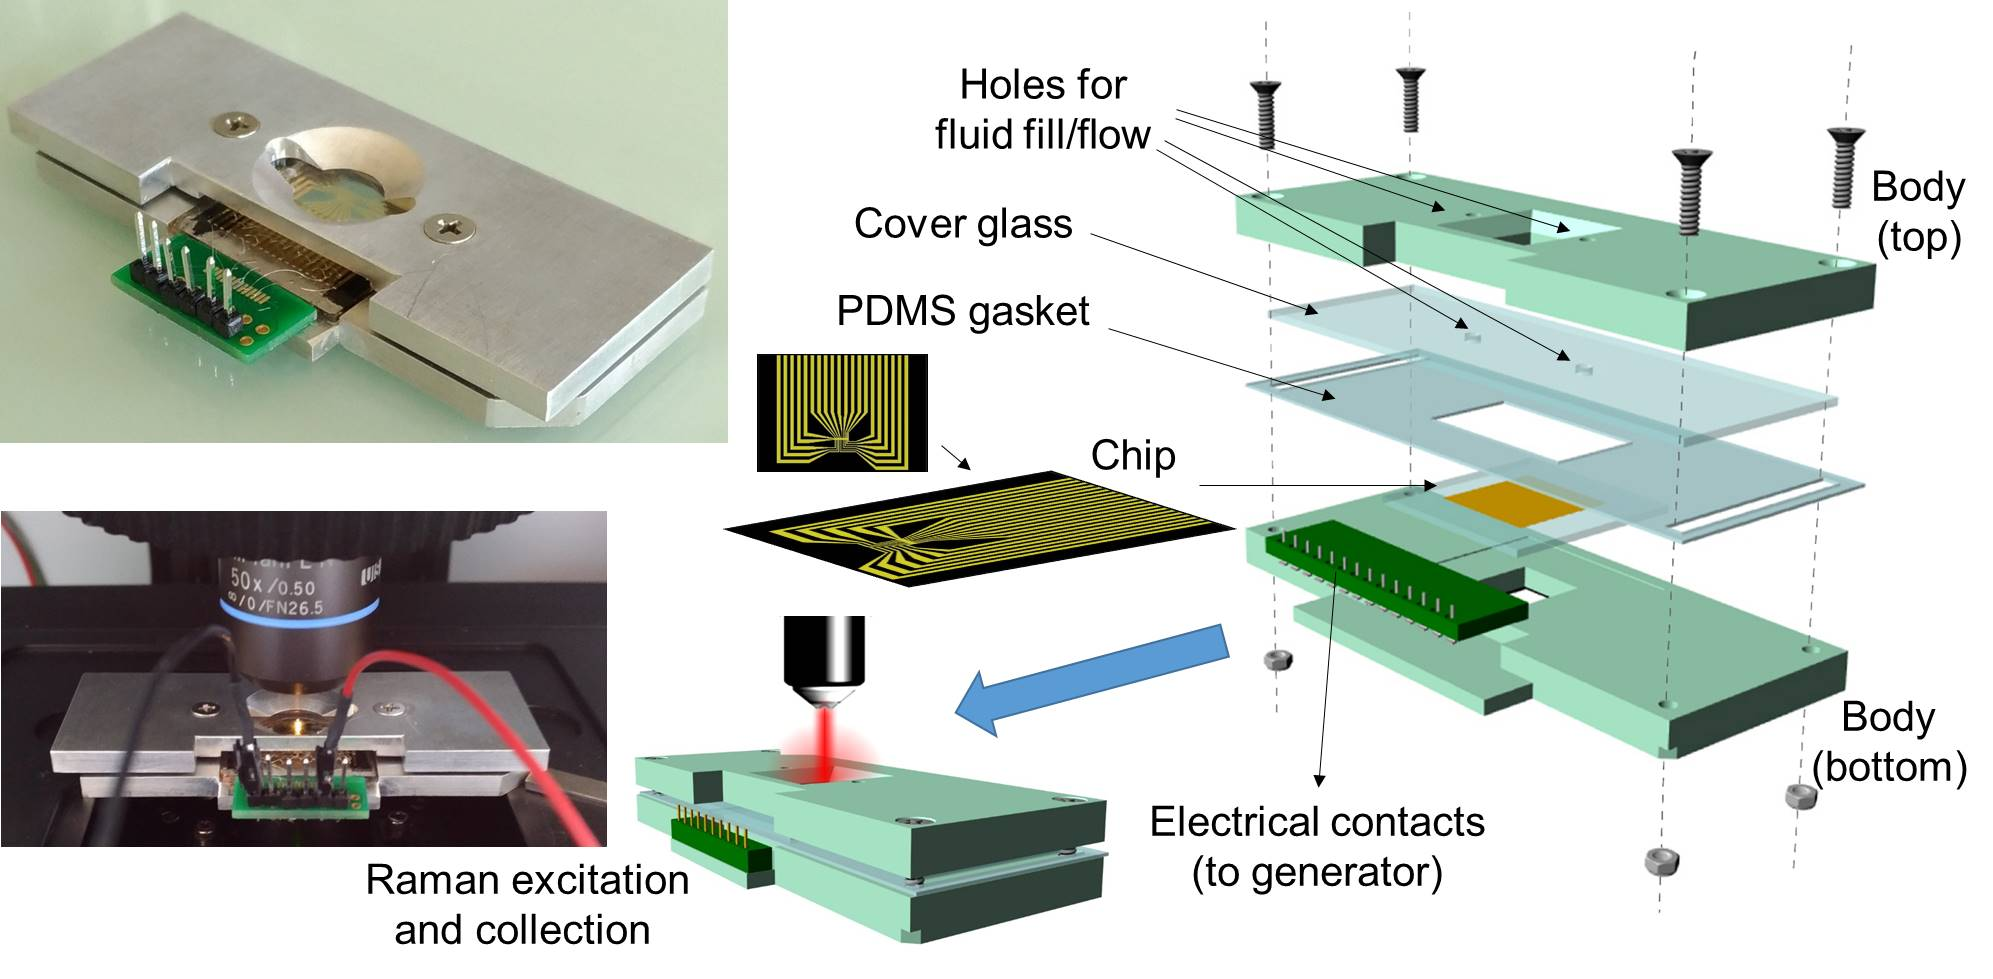 Holes for
fluid fill/flow
Body
(top)
Cover glass
PDMS gasket
Chip
50x/0.50
∞/0/FN26.5
Body
(bottom)
Electrical contacts
(to generator)
Raman excitation
and collection